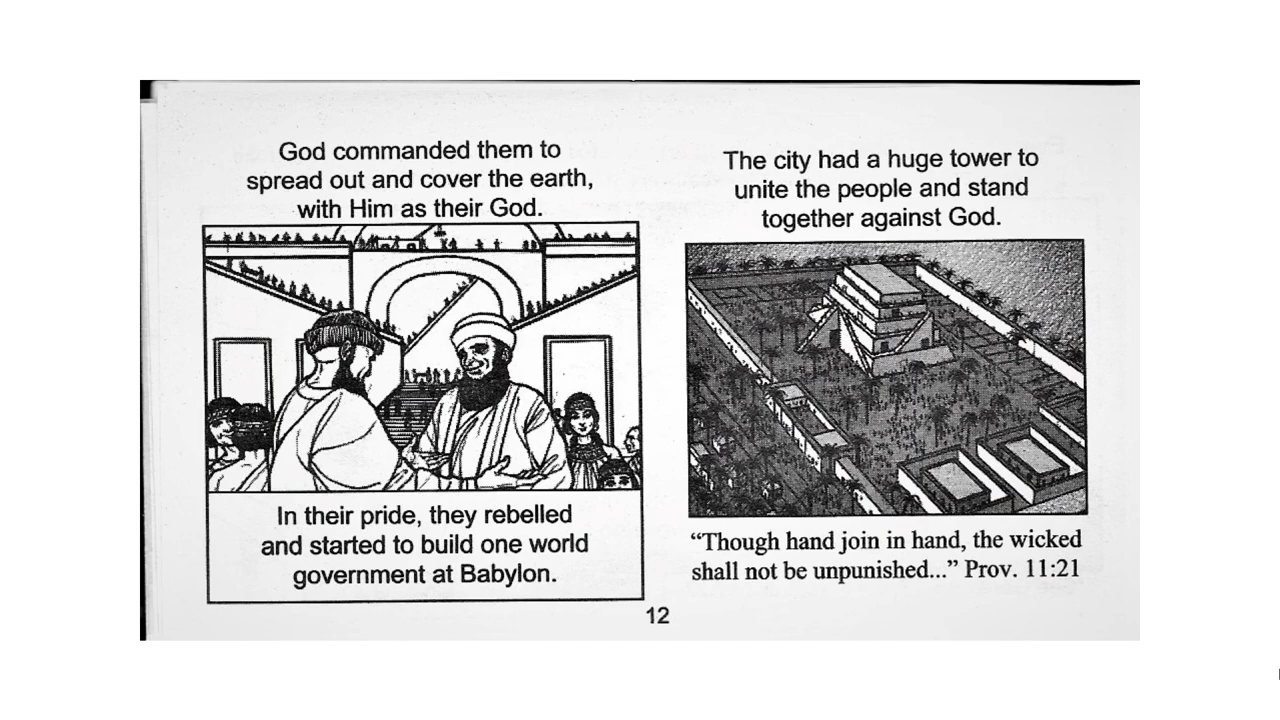 God commanded them to
spread out and cover the earth,
with Him as their God.
In their pride, they rebelled
and started to build one world
government at Babylon.
The city had a huge tower to
unite the people and stand
together against God.
“Though hand join in hand, the wicked
shall not be unpunished...” Prov. 11:21
12